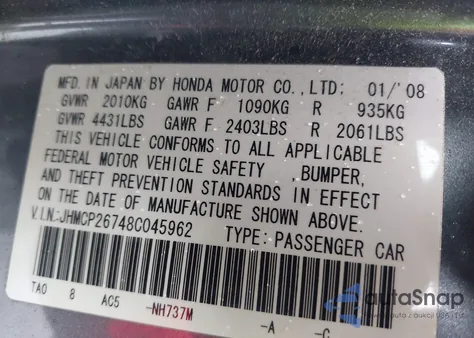 MFD. IN JAPAN BY HONDA MOTOR CO., LTD: 01/'08
GVWR 2010KG GAWR F 1090KG R 935KG
GVWR 4431LBS GAWR F 2403LBS R 2061LBS
THIS VEHICLE CONFORMS TO ALL APPLICABLE
FEDERAL MOTOR VEHICLE SAFETY ,BUMPER,
AND THEFT PREVENTION STANDARDS IN EFFECT
ON THE DATE OF MANUFACTURE SHOWN ABOVE.
V.I.N:JHMCP26748C045962 TYPE: PASSENGER CAR
TAO 8 AC5 -NH737M -A -C
autoSnap